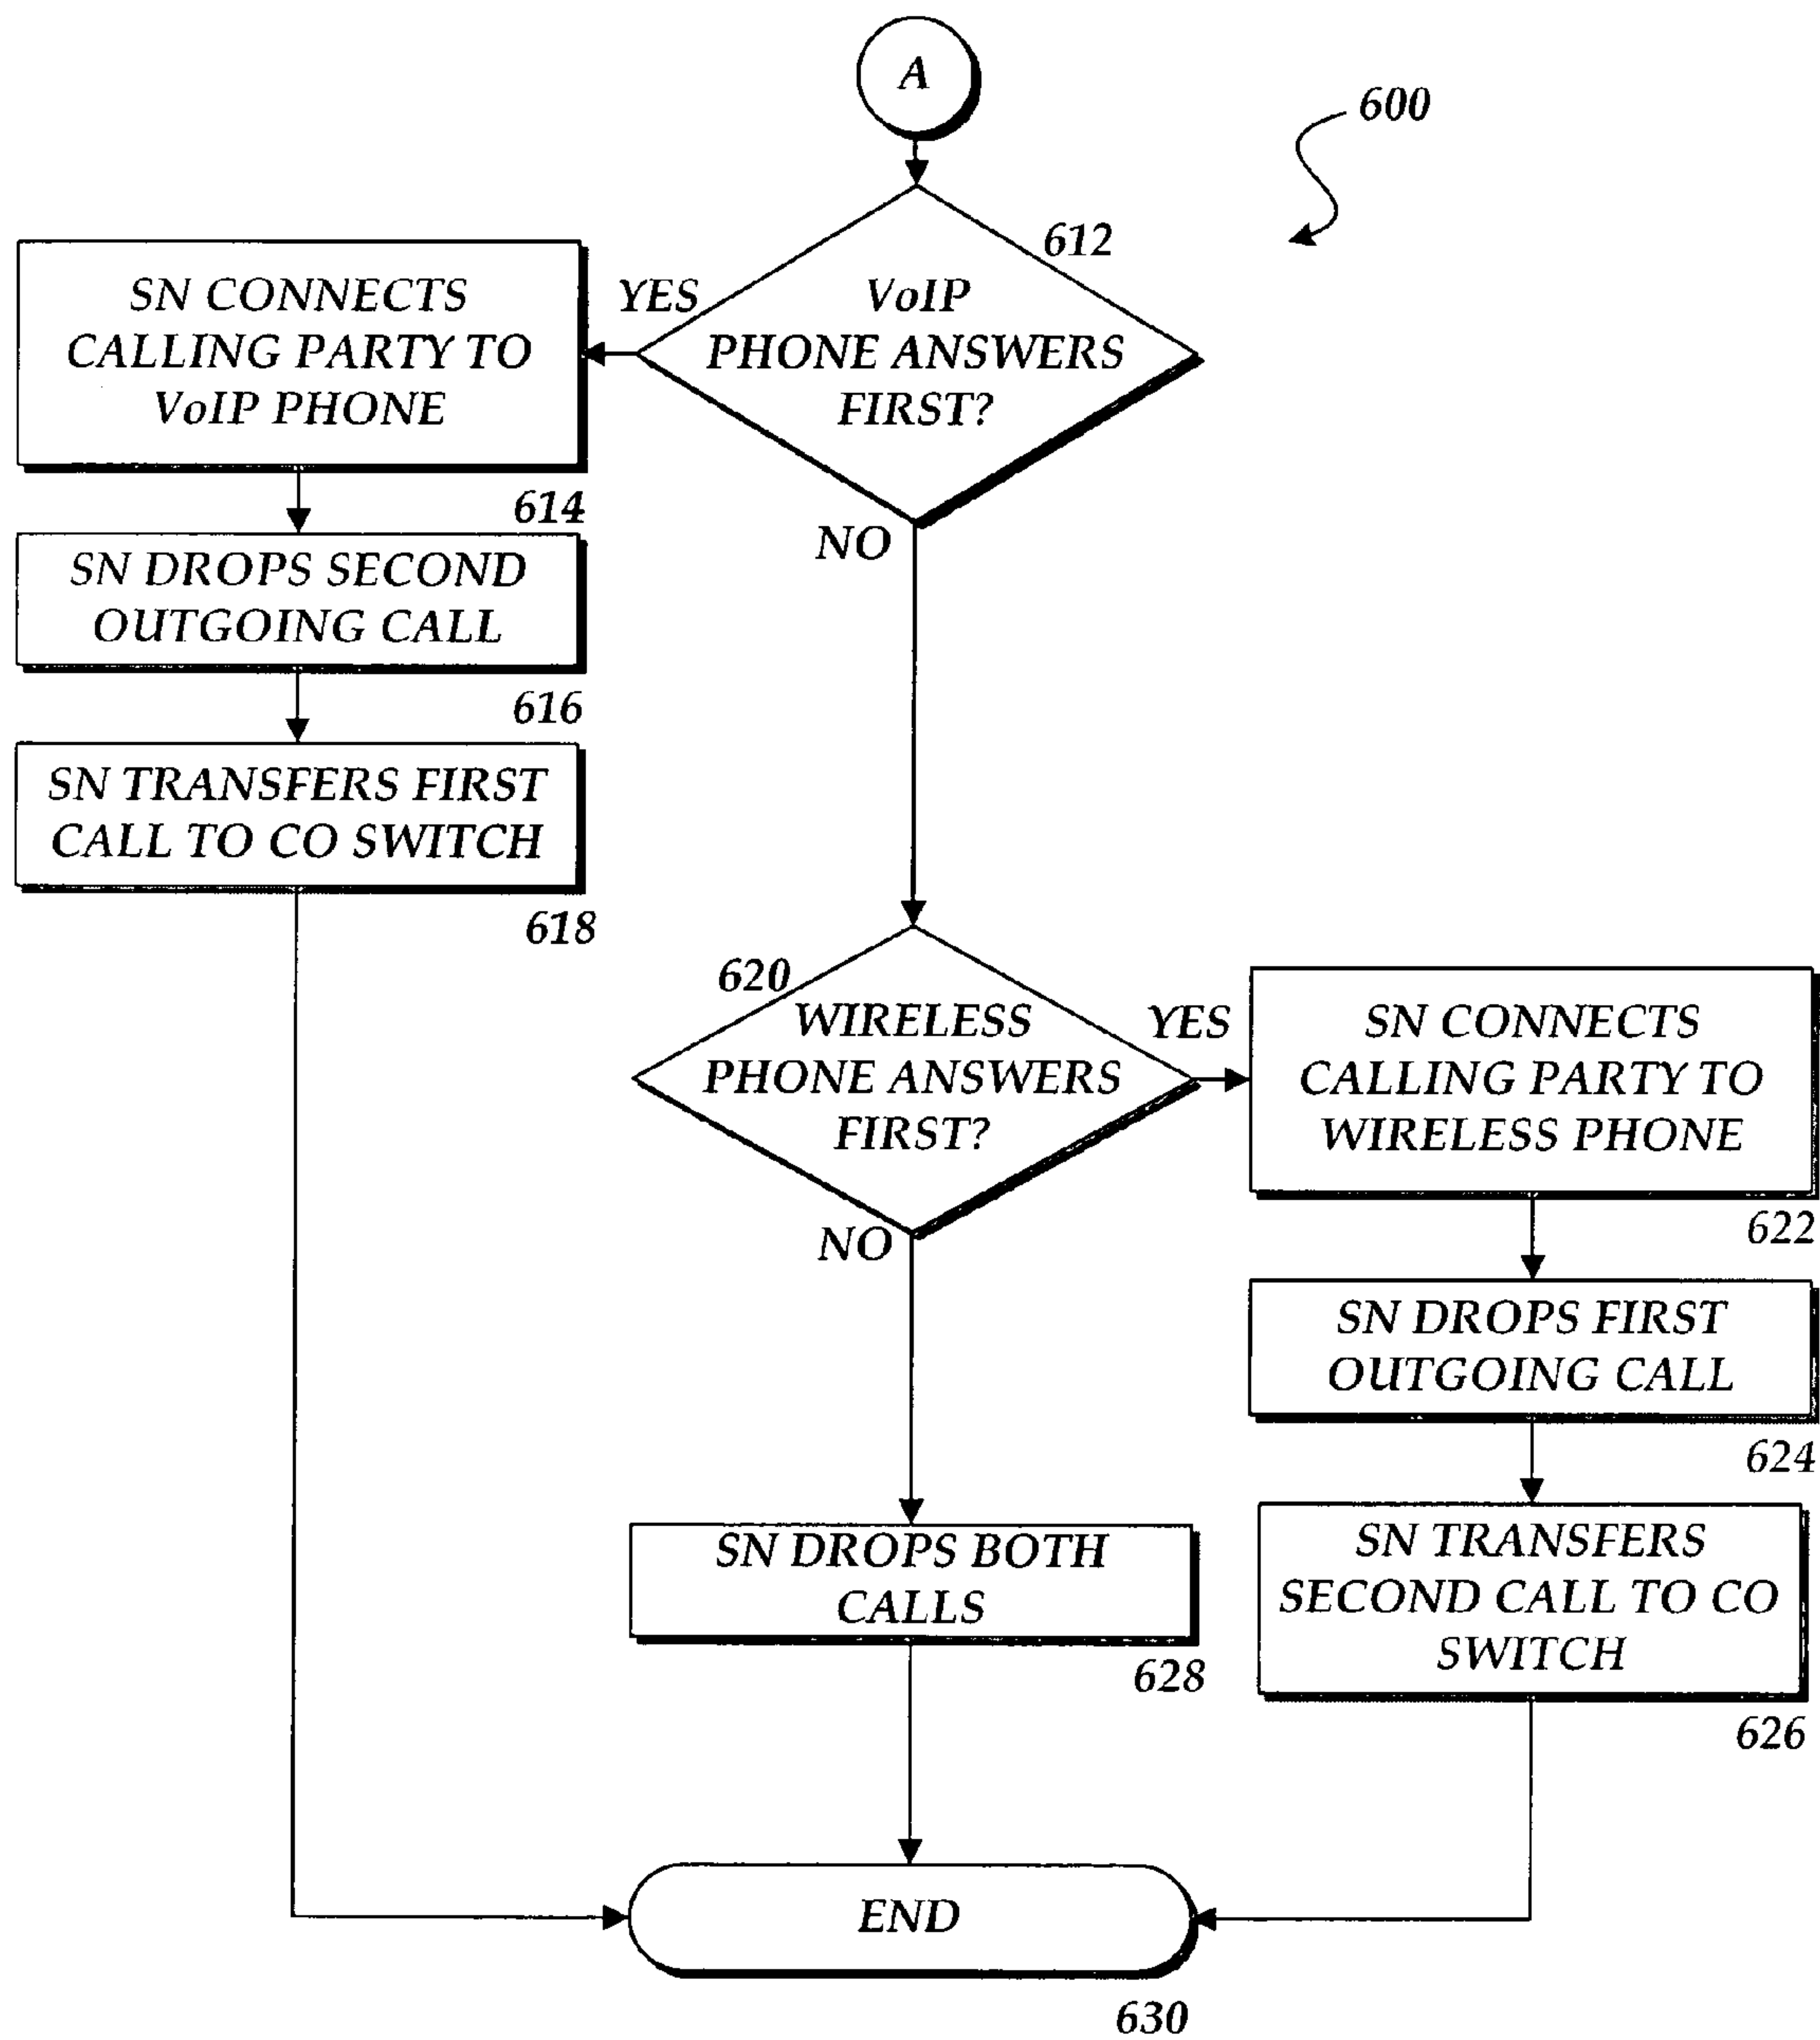 A
600
612
VoIP
PHONE ANSWERS
FIRST?
YES
SN CONNECTS
CALLING PARTY TO
VoIP PHONE
614
SN DROPS SECOND
OUTGOING CALL
616
SN TRANSFERS FIRST
CALL TO CO SWITCH
618
NO
620
WIRELESS
PHONE ANSWERS
FIRST?
YES
SN CONNECTS
CALLING PARTY TO
WIRELESS PHONE
622
SN DROPS FIRST
OUTGOING CALL
624
SN TRANSFERS
SECOND CALL TO CO
SWITCH
626
NO
SN DROPS BOTH
CALLS
628
END
630